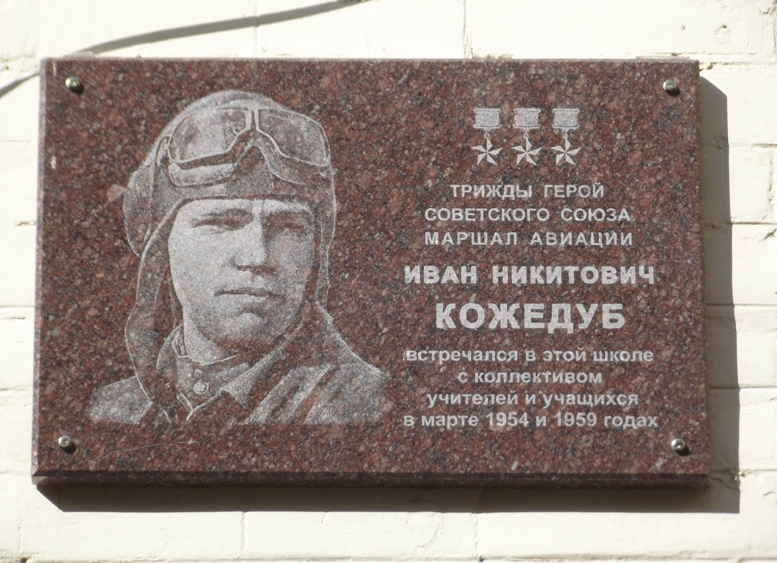 ТРИЖДЫ ГЕРОЙ
СОВЕТСКОГО СОЮЗА
МАРШАЛ АВИАЦИИ
ИВАН НИКИТОВИЧ
КОЖЕДУБ
встречался в этой школе
с коллективом
учителей и учащихся
в марте 1954 и 1959 годах